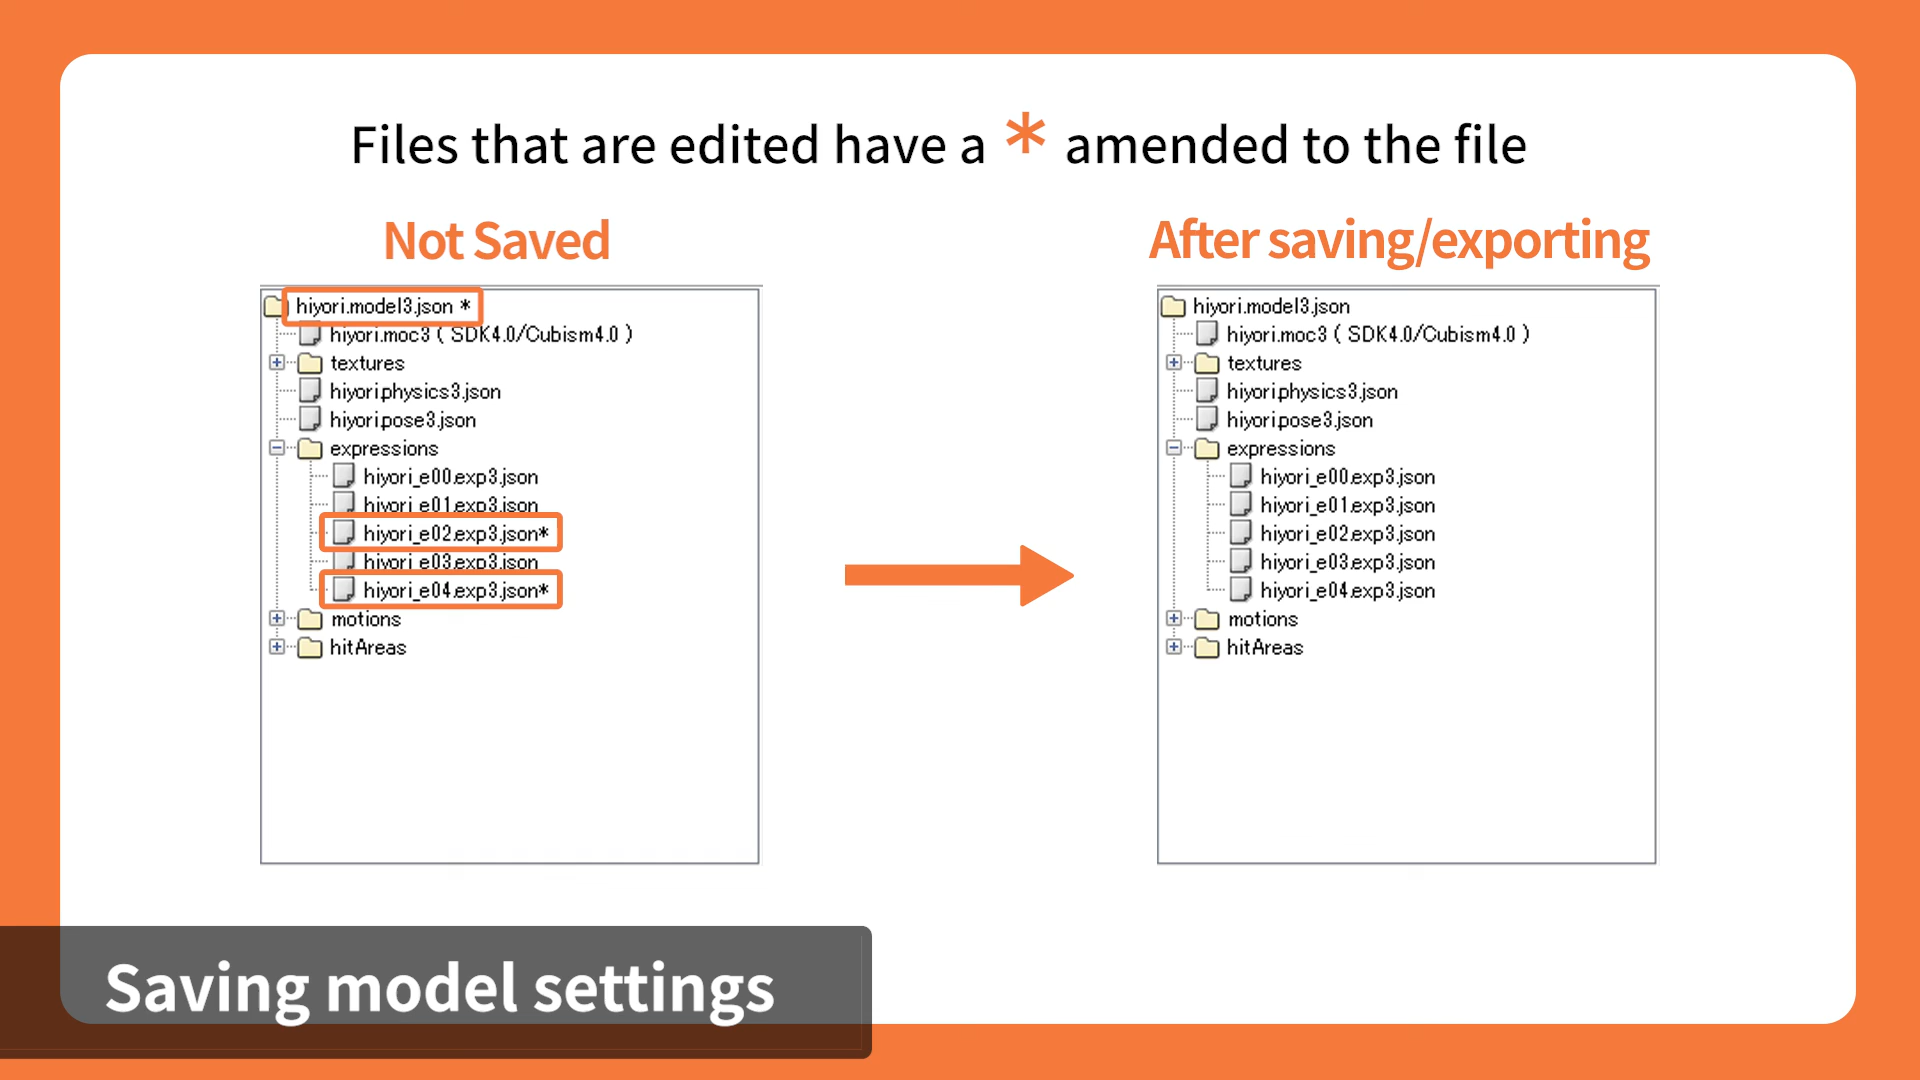 Files that are edited have a * amended to the file
Not Saved
hiyori.model3.json *
hiyori.moc3 ( SDK4.0/Cubism4.0 )
textures
hiyori.physics3.json
hiyori.pose3.json
expressions
hiyori_e00.exp3.json
hiyori_e01.exp3.json
hiyori_e02.exp3.json*
hiyori_e03.exp3.json
hiyori_e04.exp3.json*
motions
hitAreas
After saving/exporting
hiyori.model3.json
hiyori.moc3 ( SDK4.0/Cubism4.0 )
textures
hiyori.physics3.json
hiyori.pose3.json
expressions
hiyori_e00.exp3.json
hiyori_e01.exp3.json
hiyori_e02.exp3.json
hiyori_e03.exp3.json
hiyori_e04.exp3.json
motions
hitAreas
Saving model settings